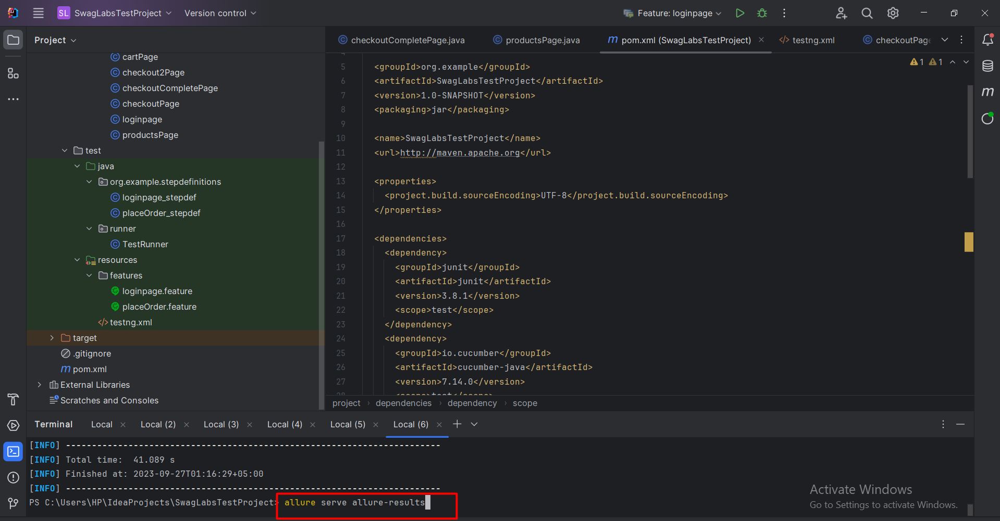 SL SwagLabsTestProject Version control Feature: loginpage
Project
checkoutCompletePage.java productsPage.java m pom.xml (SwagLabsTestProject) </> testng.xml checkoutPage
cartPage
checkout2Page
checkoutCompletePage
checkoutPage
loginpage
productsPage
test
java
org.example.stepdefinitions
loginpage_stepdef
placeOrder_stepdef
runner
TestRunner
resources
features
loginpage.feature
placeOrder.feature
</> testng.xml
target
.gitignore
m pom.xml
External Libraries
Scratches and Consoles
1 1
5 <groupId>org.example</groupId>
6 <artifactId>SwagLabsTestProject</artifactId>
7 <version>1.0-SNAPSHOT</version>
8 <packaging>jar</packaging>
9
10 <name>SwagLabsTestProject</name>
11 <url>http://maven.apache.org</url>
12
13 <properties>
14 <project.build.sourceEncoding>UTF-8</project.build.sourceEncoding>
15 </properties>
16
17 <dependencies>
18 <dependency>
19 <groupId>junit</groupId>
20 <artifactId>junit</artifactId>
21 <version>3.8.1</version>
22 <scope>test</scope>
23 </dependency>
24 <dependency>
25 <groupId>io.cucumber</groupId>
26 <artifactId>cucumber-java</artifactId>
27 <version>7.14.0</version>
project › dependencies › dependency › scope
Terminal Local Local (2) Local (3) Local (4) Local (5) Local (6)
[INFO] ------------------------------------------------------------------------
[INFO] Total time:  41.089 s
[INFO] Finished at: 2023-09-27T01:16:29+05:00
[INFO] ------------------------------------------------------------------------
PS C:\Users\HP\IdeaProjects\SwagLabsTestProject> allure serve allure-results
Activate Windows
Go to Settings to activate Windows.